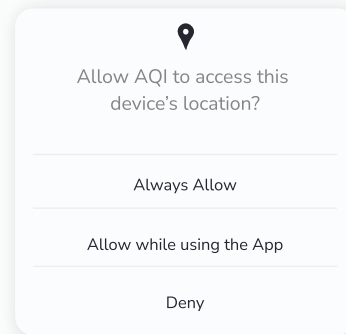 Allow AQI to access this
device's location?
Always Allow
Allow while using the App
Deny